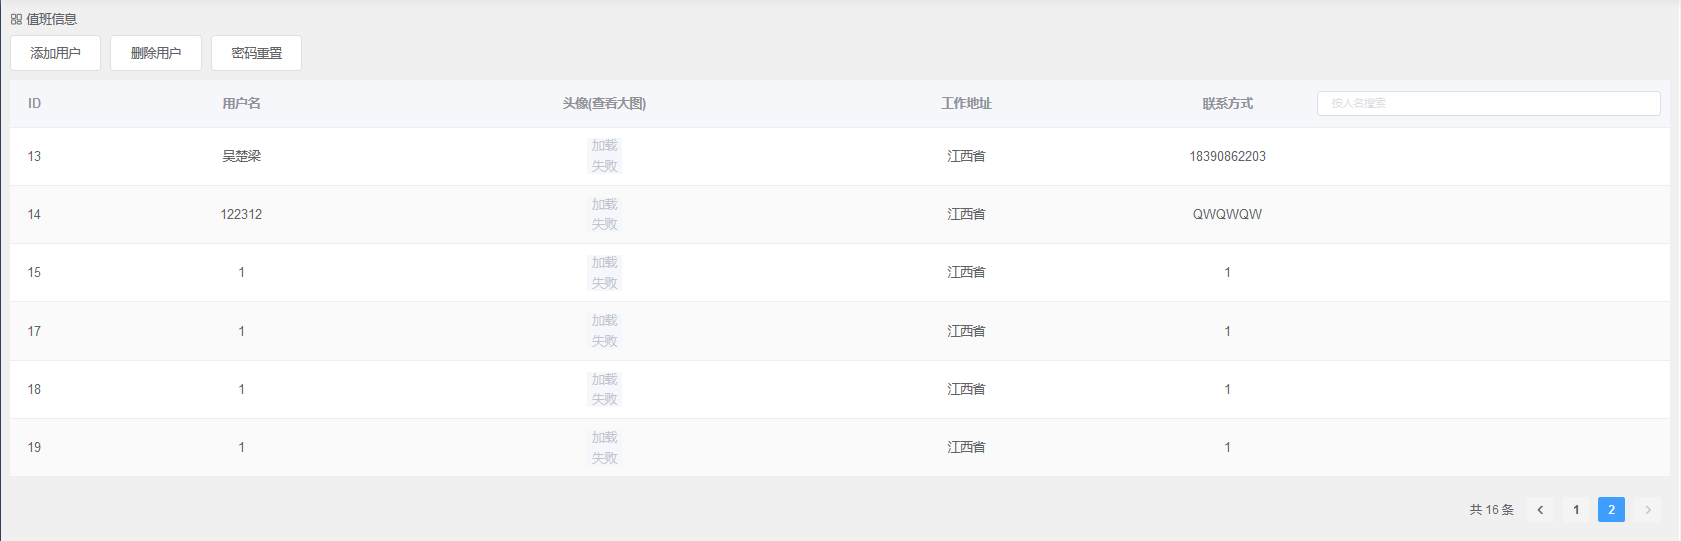 值班信息
添加用户 删除用户 密码重置
ID 用户名 头像(查看大图) 工作地址 联系方式 按人名搜索
13 吴楚梁 加载失败 江西省 18390862203
14 122312 加载失败 江西省 QWQWQW
15 1 加载失败 江西省 1
17 1 加载失败 江西省 1
18 1 加载失败 江西省 1
19 1 加载失败 江西省 1
共 16 条 1 2